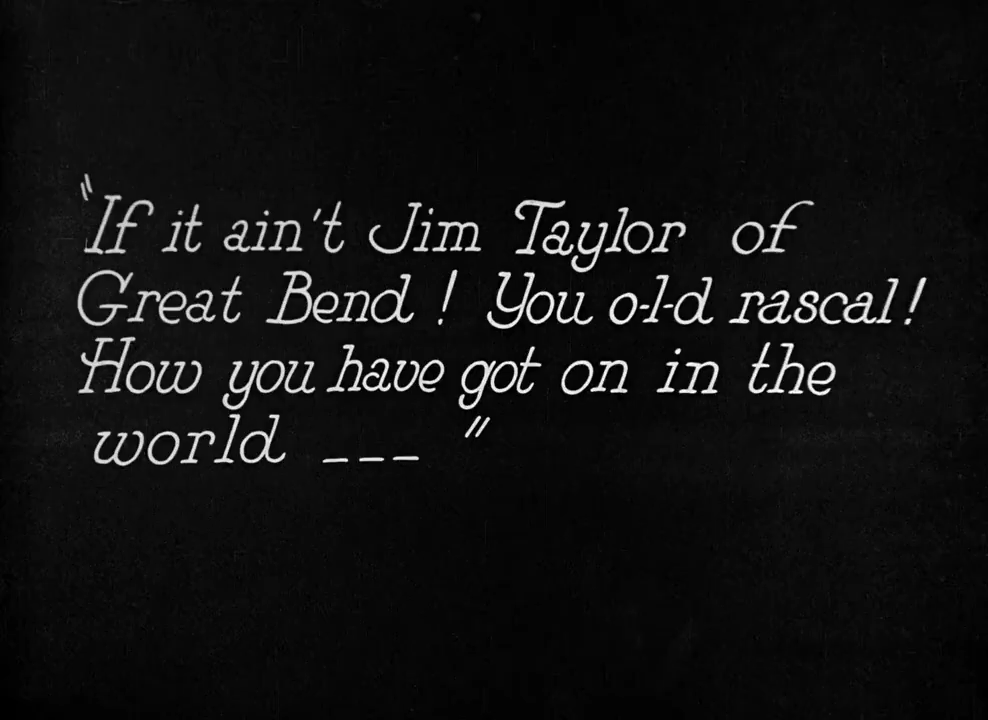 "If it ain't Jim Taylor of
Great Bend! You o-l-d rascal!
How you have got on in the
world ___"